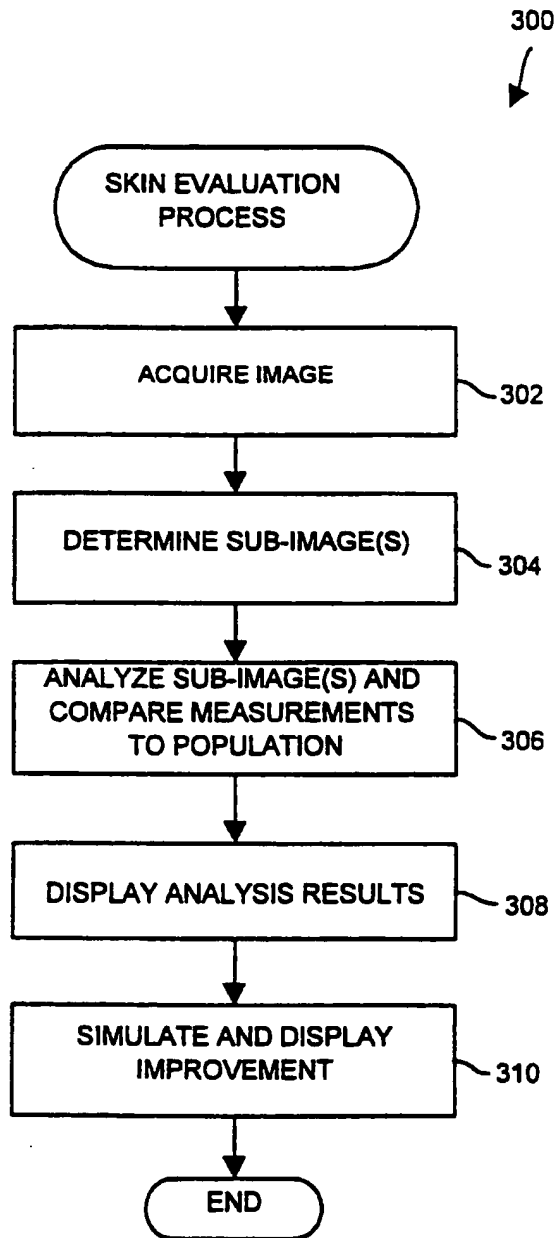 300
SKIN EVALUATION
PROCESS
ACQUIRE IMAGE
302
DETERMINE SUB-IMAGE(S)
304
ANALYZE SUB-IMAGE(S) AND
COMPARE MEASUREMENTS
TO POPULATION
306
DISPLAY ANALYSIS RESULTS
308
SIMULATE AND DISPLAY
IMPROVEMENT
310
END